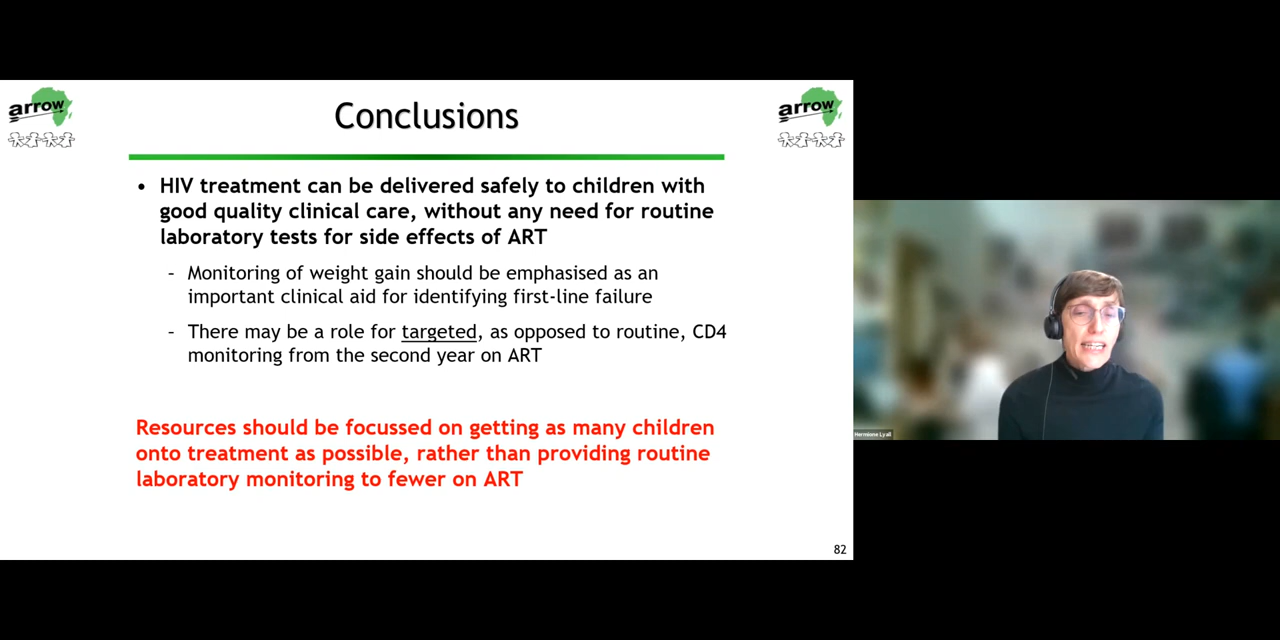 arrow
arrow
Conclusions
• HIV treatment can be delivered safely to children with
good quality clinical care, without any need for routine
laboratory tests for side effects of ART
- Monitoring of weight gain should be emphasised as an
important clinical aid for identifying first-line failure
- There may be a role for targeted, as opposed to routine, CD4
monitoring from the second year on ART
Resources should be focussed on getting as many children
onto treatment as possible, rather than providing routine
laboratory monitoring to fewer on ART
82
Hermione Lyall